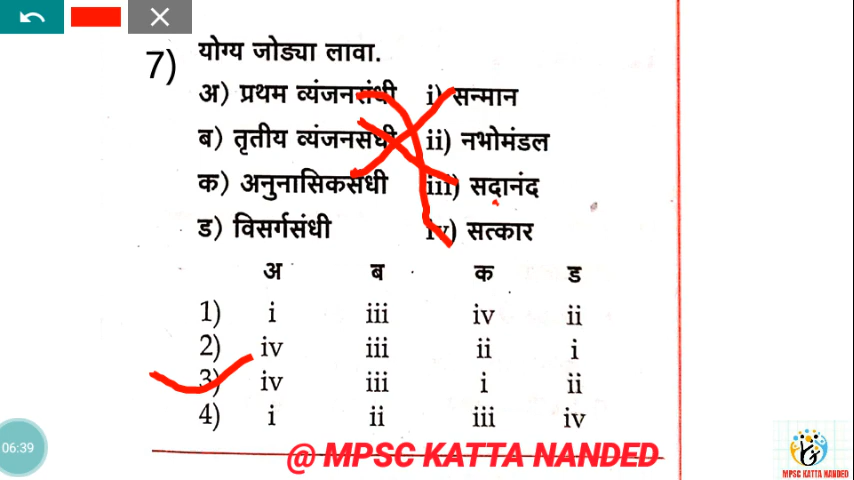 7) योग्य जोड्या लावा.
अ) प्रथम व्यंजनसंधी i) सन्मान
ब) तृतीय व्यंजनसंधी ii) नभोमंडल
क) अनुनासिकसंधी iii) सदानंद
ड) विसर्गसंधी iv) सत्कार
अ ब क ड
1) i iii iv ii
2) iv iii ii i
3) iv iii i ii
4) i ii iii iv
06:39
@ MPSC KATTA NANDED
MPSC KATTA NANDED